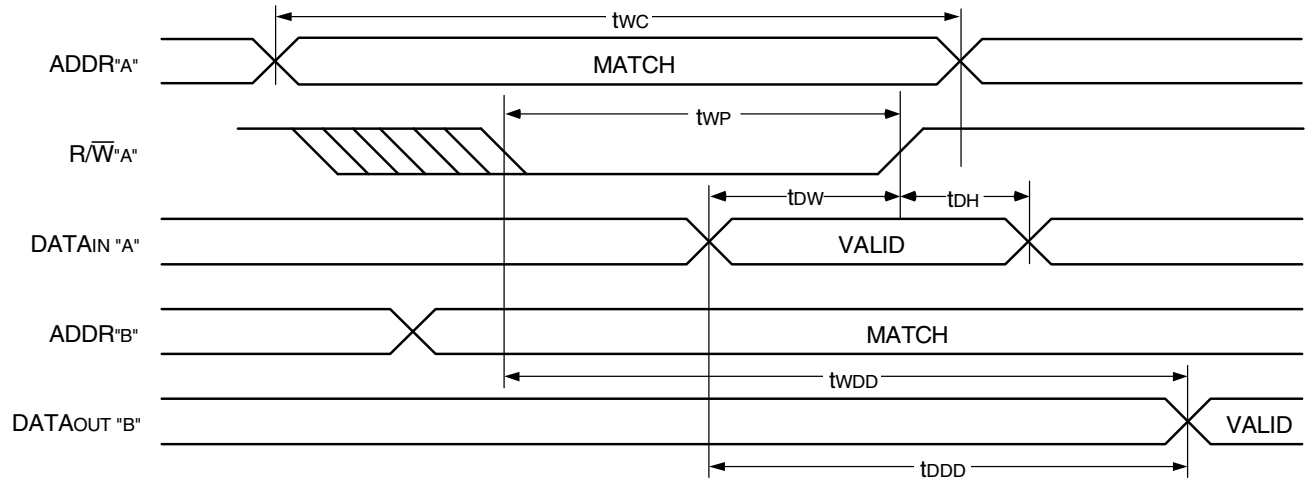 tWC
ADDR"A"
MATCH
tWP
R/W̅"A"
tDW
tDH
DATAIN "A"
VALID
ADDR"B"
MATCH
tWDD
DATAOUT "B"
VALID
tDDD